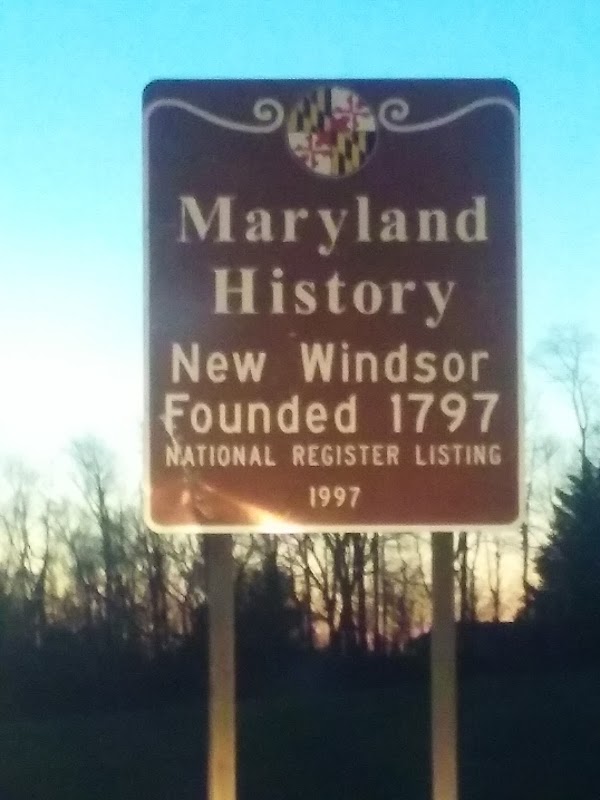 Maryland
History
New Windsor
Founded 1797
NATIONAL REGISTER LISTING
1997